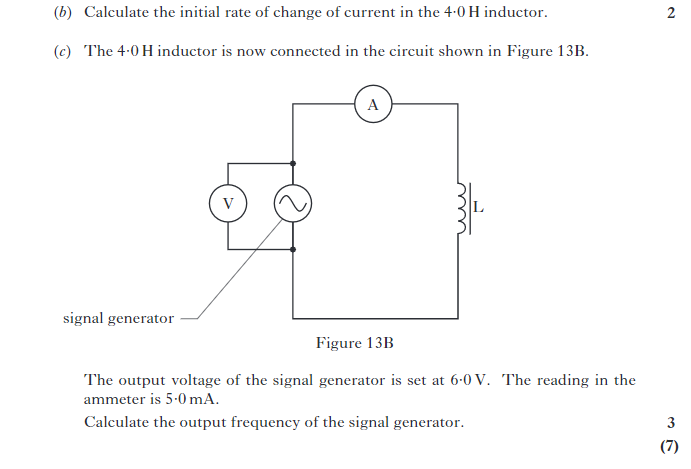 (b) Calculate the initial rate of change of current in the 4·0 H inductor. 2
(c) The 4·0 H inductor is now connected in the circuit shown in Figure 13B.
A
V
L
signal generator
Figure 13B
The output voltage of the signal generator is set at 6·0 V. The reading in the
ammeter is 5·0 mA.
Calculate the output frequency of the signal generator. 3
(7)